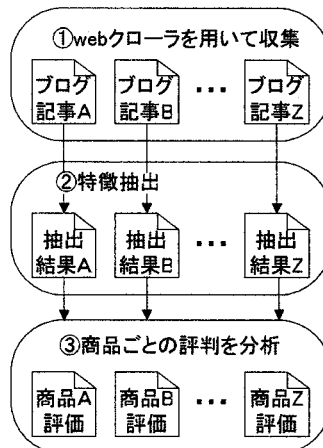 ①webクローラを用いて収集
ブログ ブログ ・・・ ブログ
記事A 記事B 記事Z
②特徴抽出
抽出 抽出 ・・・ 抽出
結果A 結果B 結果Z
③商品ごとの評判を分析
商品A 商品B ・・・ 商品Z
評価 評価 評価